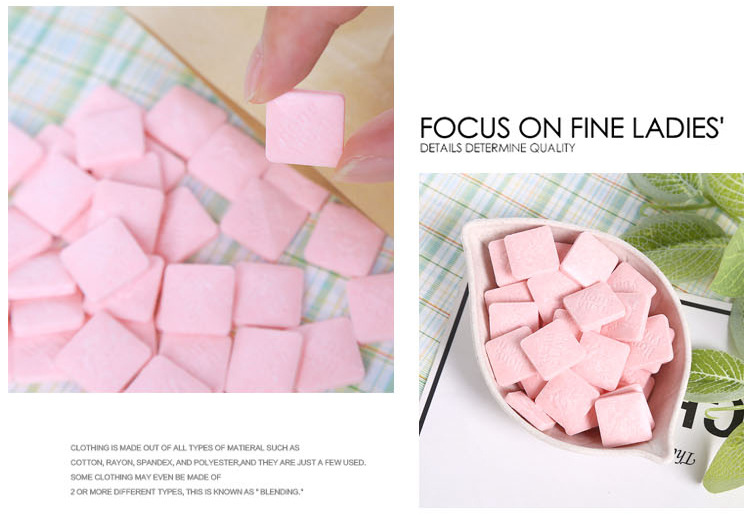 FOCUS ON FINE LADIES'
DETAILS DETERMINE QUALITY
CLOTHING IS MADE OUT OF ALL TYPES OF MATIERAL SUCH AS
COTTON, RAYON, SPANDEX, AND POLYESTER,AND THEY ARE JUST A FEW USED.
SOME CLOTHING MAY EVEN BE MADE OF
2 OR MORE DIFFERENT TYPES, THIS IS KNOWN AS " BLENDING."